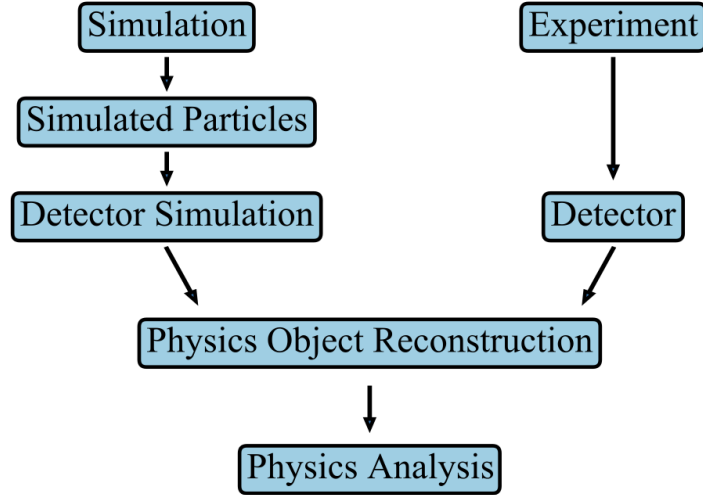 Simulation
Experiment
Simulated Particles
Detector Simulation
Detector
Physics Object Reconstruction
Physics Analysis